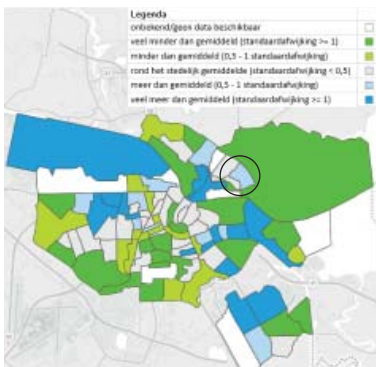 Legenda
onbekend/geen data beschikbaar
veel minder dan gemiddeld (standaardafwijking >= 1)
minder dan gemiddeld (0,5 - 1 standaardafwijking)
rond het stedelijk gemiddelde (standaardafwijking < 0,5)
meer dan gemiddeld (0,5 - 1 standaardafwijking)
veel meer dan gemiddeld (standaardafwijking >= 1)